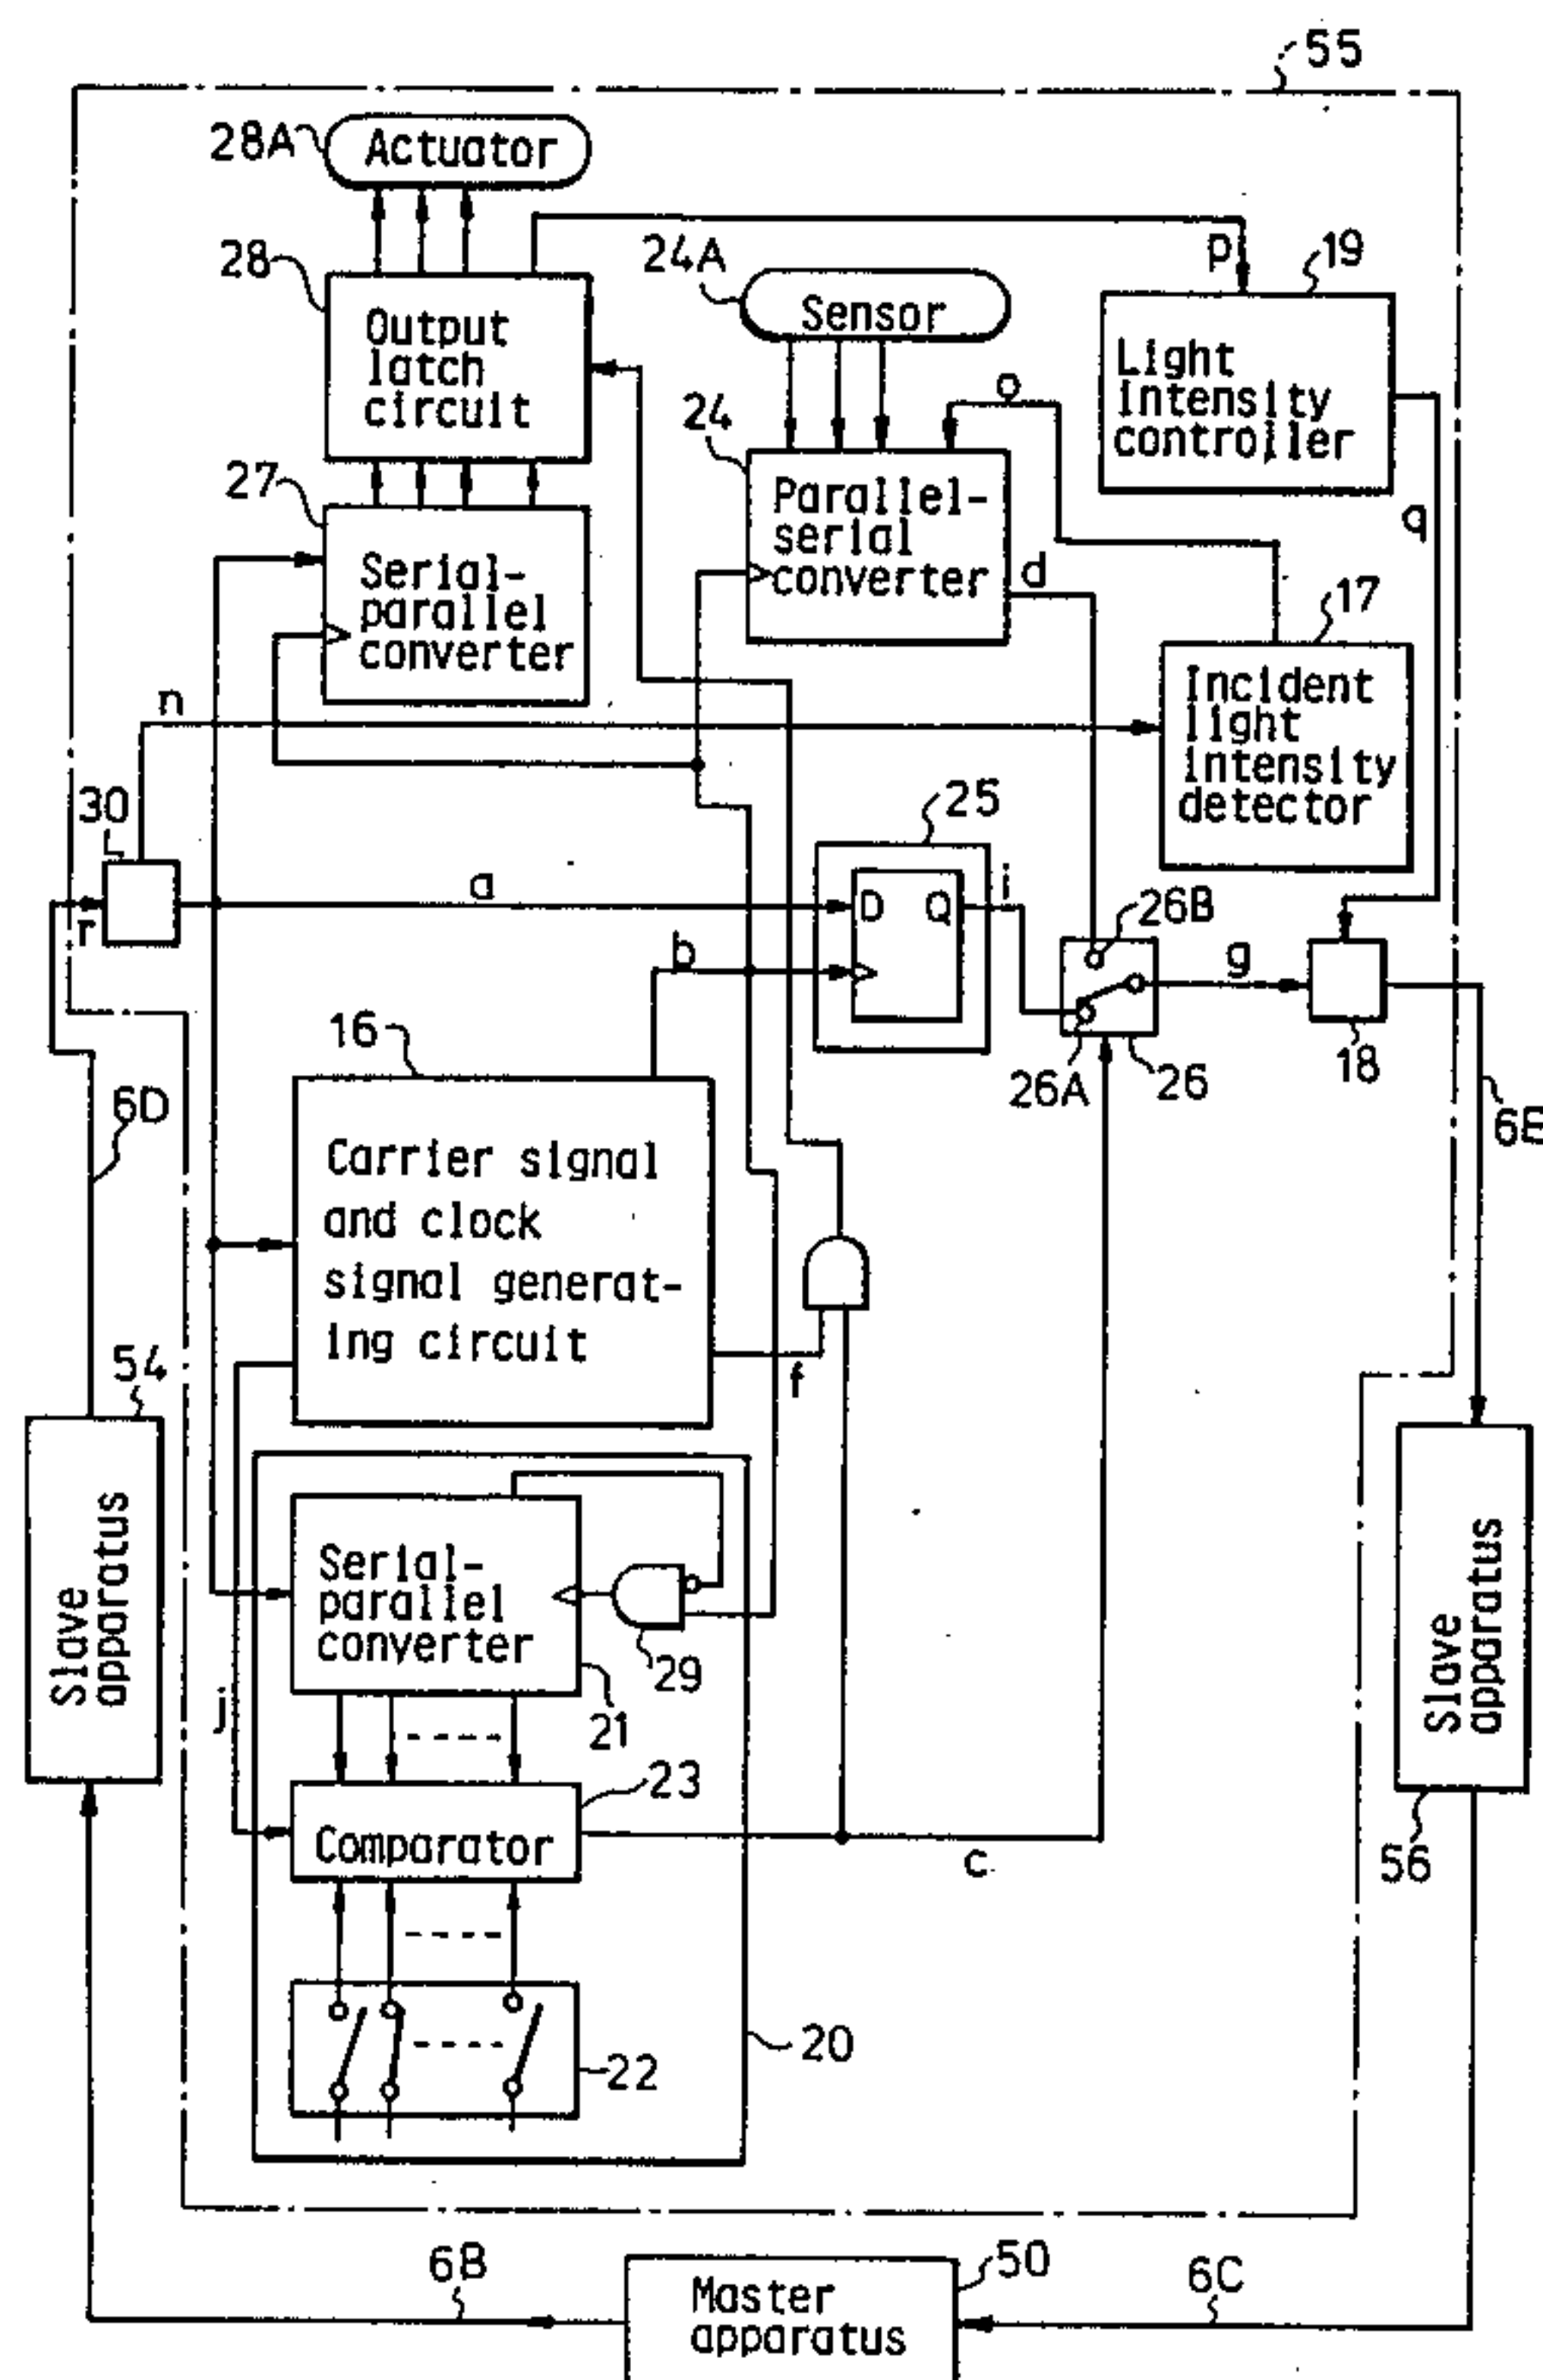 55
28A
Actuator
28
24A
p
19
Sensor
Output
latch
circuit
o
Light
intensity
controller
24
27
Parallel-
serial
converter
d
q
Serial-
parallel
converter
17
Incident
light
intensity
detector
n
30
25
a
D
Q
i
r
26B
b
g
16
26A
26
18
6D
6E
Carrier signal
and clock
signal generat-
ing circuit
f
54
Slave
apparatus
Serial-
parallel
converter
29
21
j
23
Comparator
c
Slave
apparatus
56
20
22
6B
50
6C
Master
apparatus